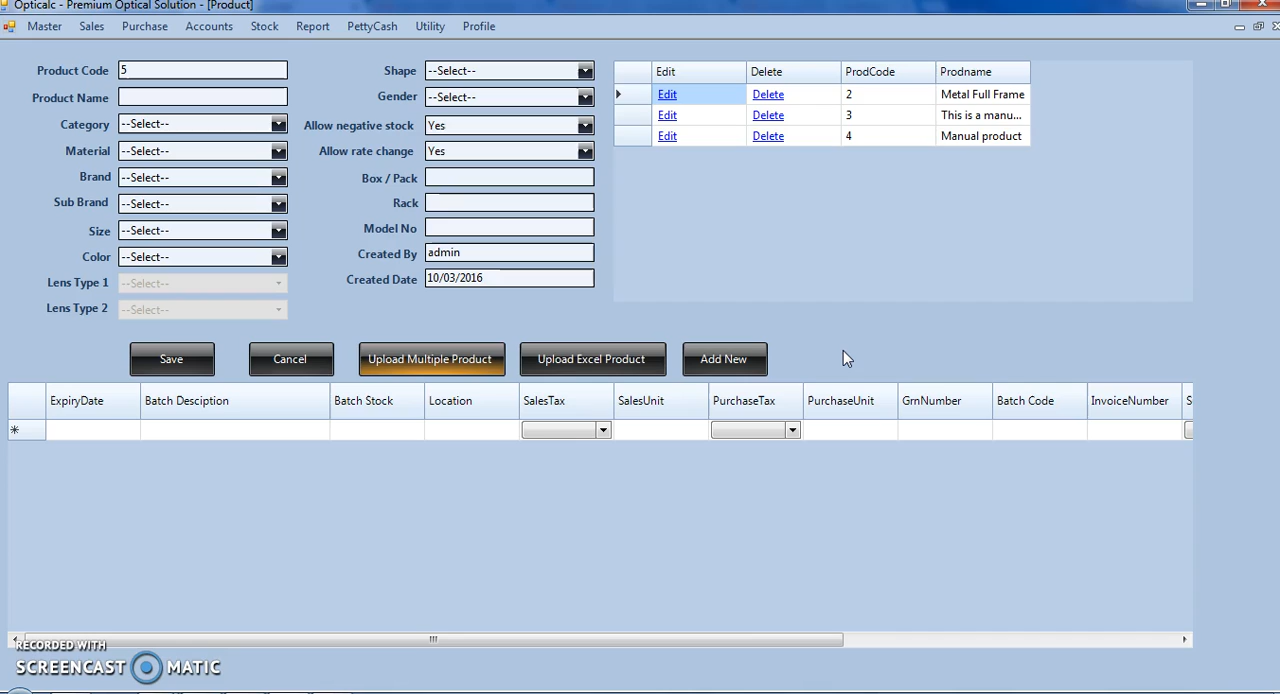 Opticalc - Premium Optical Solution - [Product]
Master Sales Purchase Accounts Stock Report PettyCash Utility Profile
Product Code 5
Product Name
Category --Select--
Material --Select--
Brand --Select--
Sub Brand --Select--
Size --Select--
Color --Select--
Lens Type 1 --Select--
Lens Type 2 --Select--
Shape --Select--
Gender --Select--
Allow negative stock Yes
Allow rate change Yes
Box / Pack
Rack
Model No
Created By admin
Created Date 10/03/2016
Edit Delete ProdCode Prodname
Edit Delete 2 Metal Full Frame
Edit Delete 3 This is a manu...
Edit Delete 4 Manual product
Save Cancel Upload Multiple Product Upload Excel Product Add New
ExpiryDate Batch Desciption Batch Stock Location SalesTax SalesUnit PurchaseTax PurchaseUnit GrnNumber Batch Code InvoiceNumber S
RECORDED WITH
SCREENCAST MATIC